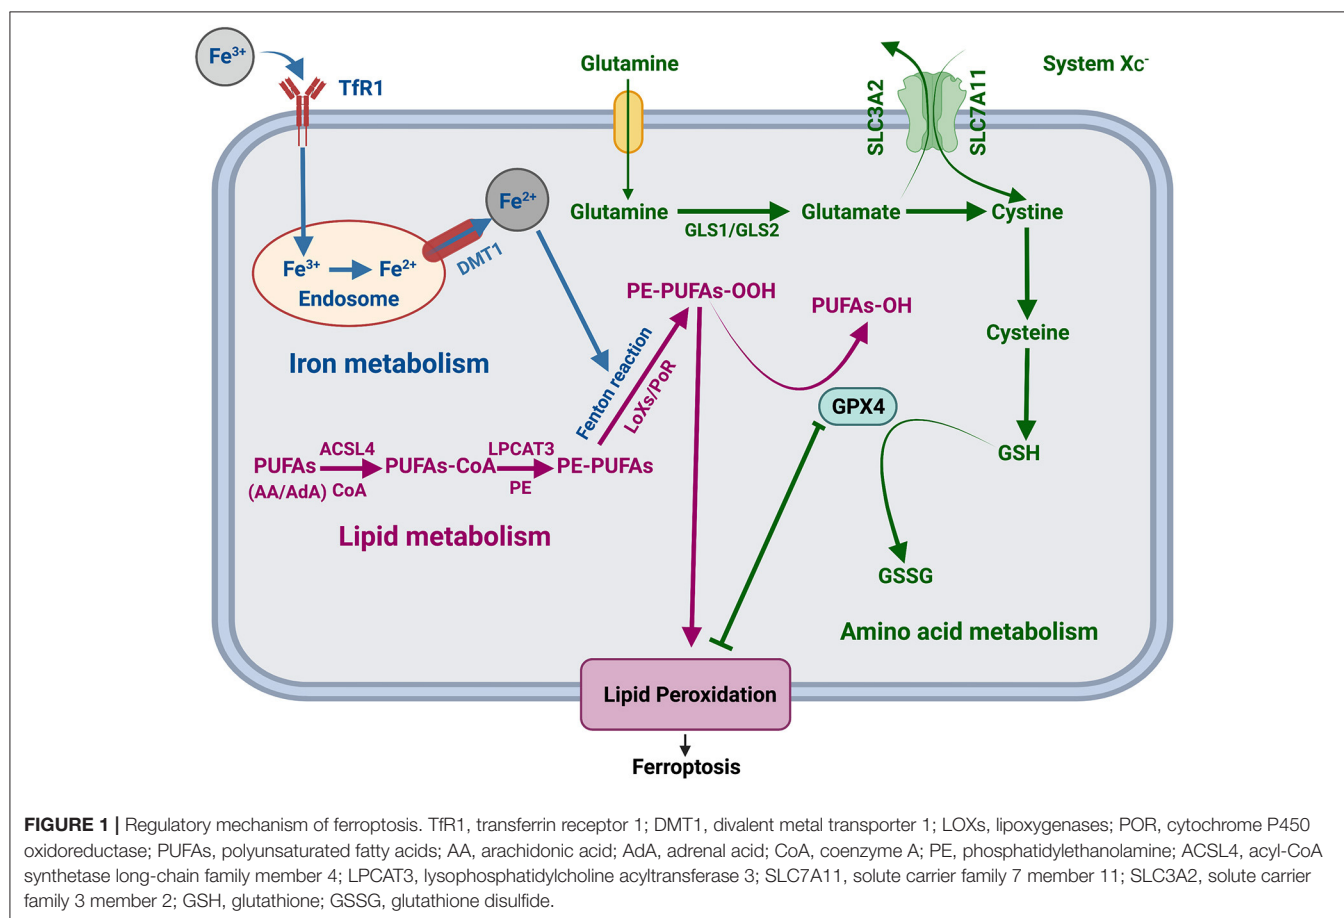 Fe3+
TfR1
Glutamine
SLC3A2
SLC7A11
System Xc-
Fe2+
DMT1
Fe3+
Fe2+
Endosome
Iron metabolism
Glutamine
GLS1/GLS2
Glutamate
Cystine
Cysteine
GSH
GSSG
GPX4
Amino acid metabolism
PE-PUFAs-OOH
PUFAs-OH
Fenton reaction
LoXs/PoR
PUFAs
(AA/AdA)
ACSL4
CoA
PUFAs-CoA
LPCAT3
PE
PE-PUFAs
Lipid metabolism
Lipid Peroxidation
Ferroptosis
FIGURE 1 | Regulatory mechanism of ferroptosis. TfR1, transferrin receptor 1; DMT1, divalent metal transporter 1; LOXs, lipoxygenases; POR, cytochrome P450
oxidoreductase; PUFAs, polyunsaturated fatty acids; AA, arachidonic acid; AdA, adrenal acid; CoA, coenzyme A; PE, phosphatidylethanolamine; ACSL4, acyl-CoA
synthetase long-chain family member 4; LPCAT3, lysophosphatidylcholine acyltransferase 3; SLC7A11, solute carrier family 7 member 11; SLC3A2, solute carrier
family 3 member 2; GSH, glutathione; GSSG, glutathione disulfide.